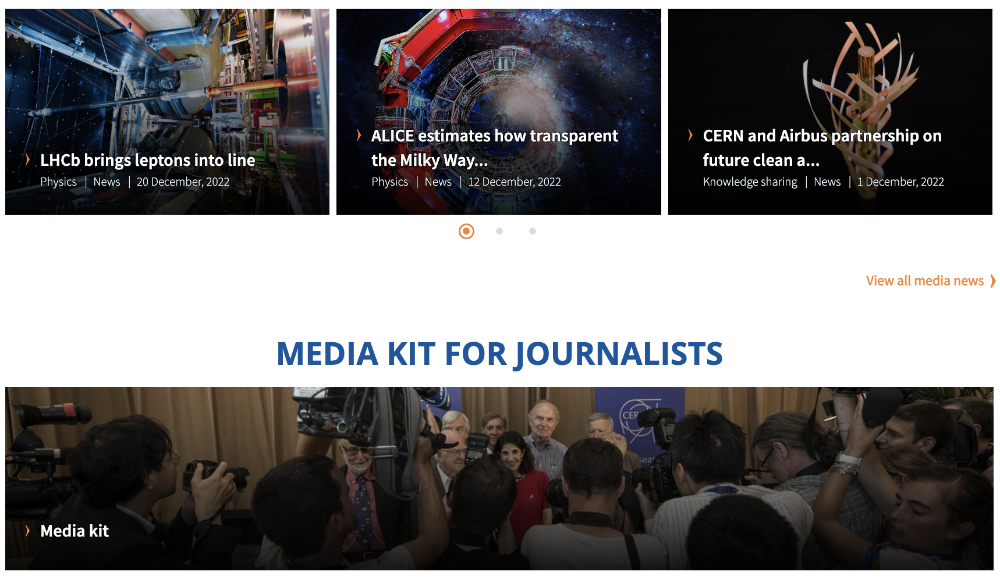 LHCb brings leptons into line
Physics | News | 20 December, 2022
ALICE estimates how transparent
the Milky Way...
Physics | News | 12 December, 2022
CERN and Airbus partnership on
future clean a...
Knowledge sharing | News | 1 December, 2022
View all media news
MEDIA KIT FOR JOURNALISTS
Media kit